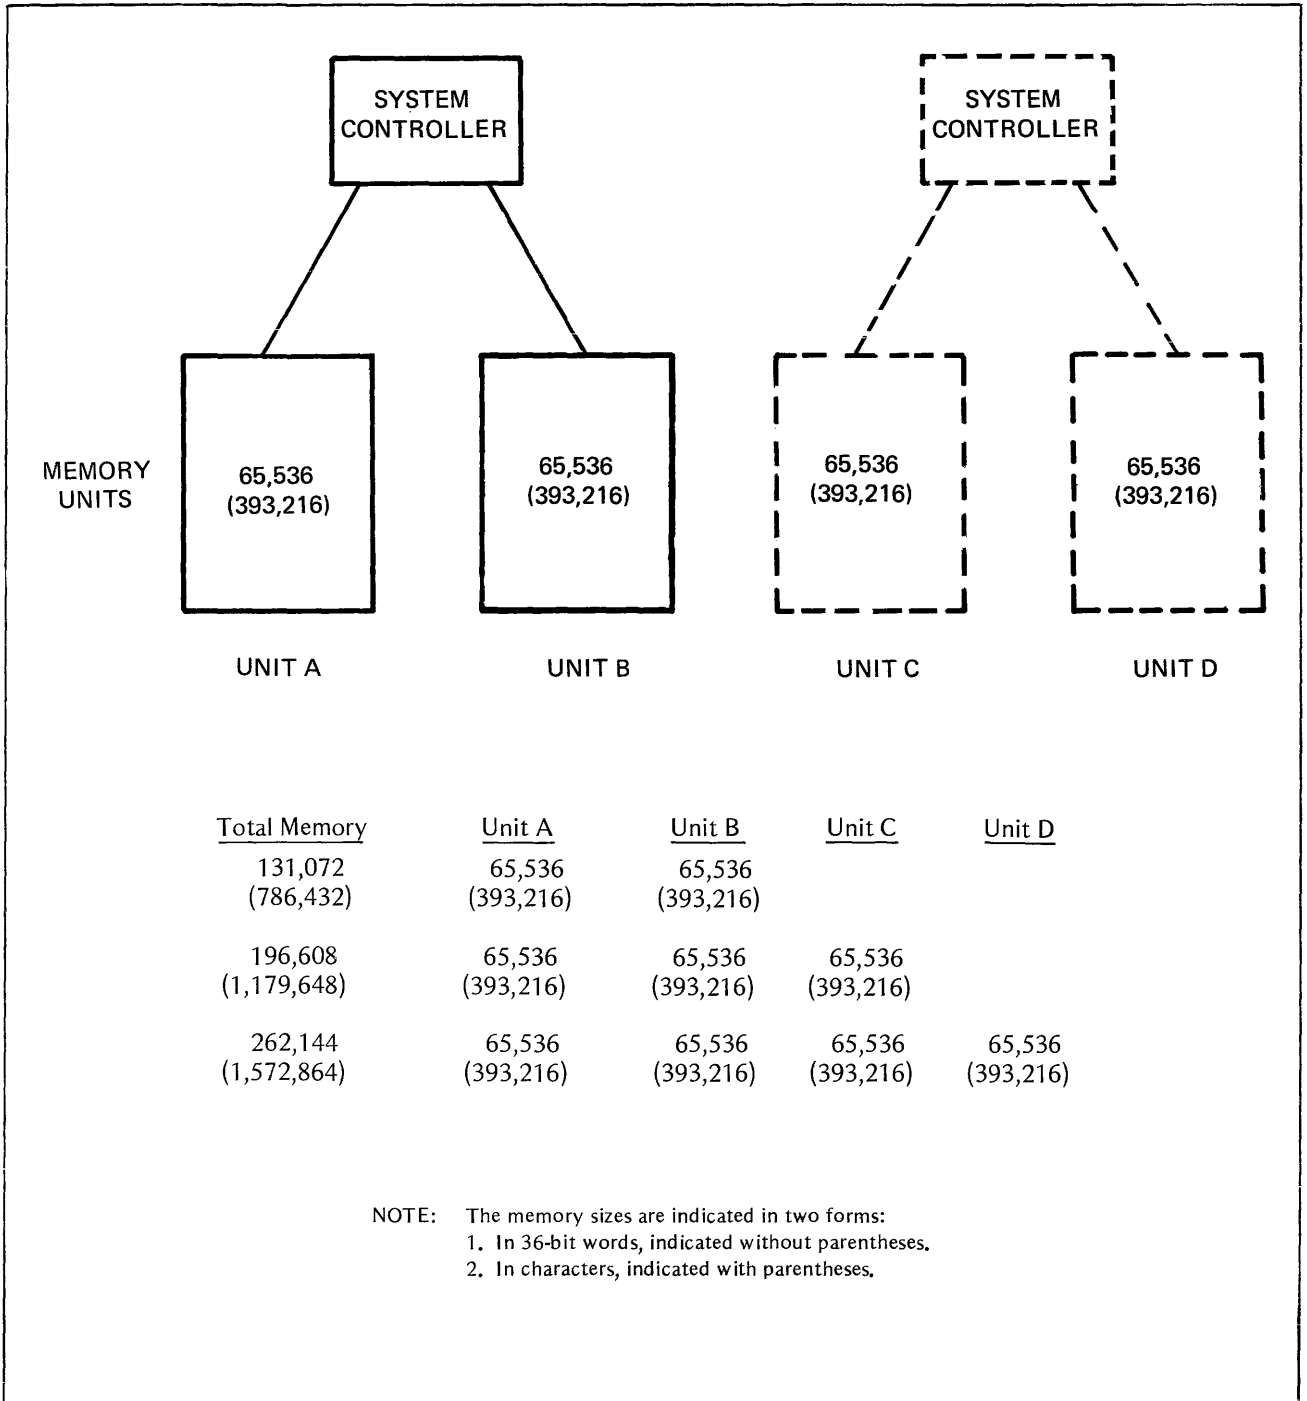 SYSTEM
CONTROLLER
SYSTEM
CONTROLLER
MEMORY
UNITS
65,536
(393,216)
65,536
(393,216)
65,536
(393,216)
65,536
(393,216)
UNIT A
UNIT B
UNIT C
UNIT D
Total Memory Unit A Unit B Unit C Unit D
131,072 65,536 65,536
(786,432) (393,216) (393,216)
196,608 65,536 65,536 65,536
(1,179,648) (393,216) (393,216) (393,216)
262,144 65,536 65,536 65,536 65,536
(1,572,864) (393,216) (393,216) (393,216) (393,216)
NOTE: The memory sizes are indicated in two forms:
1. In 36-bit words, indicated without parentheses.
2. In characters, indicated with parentheses.